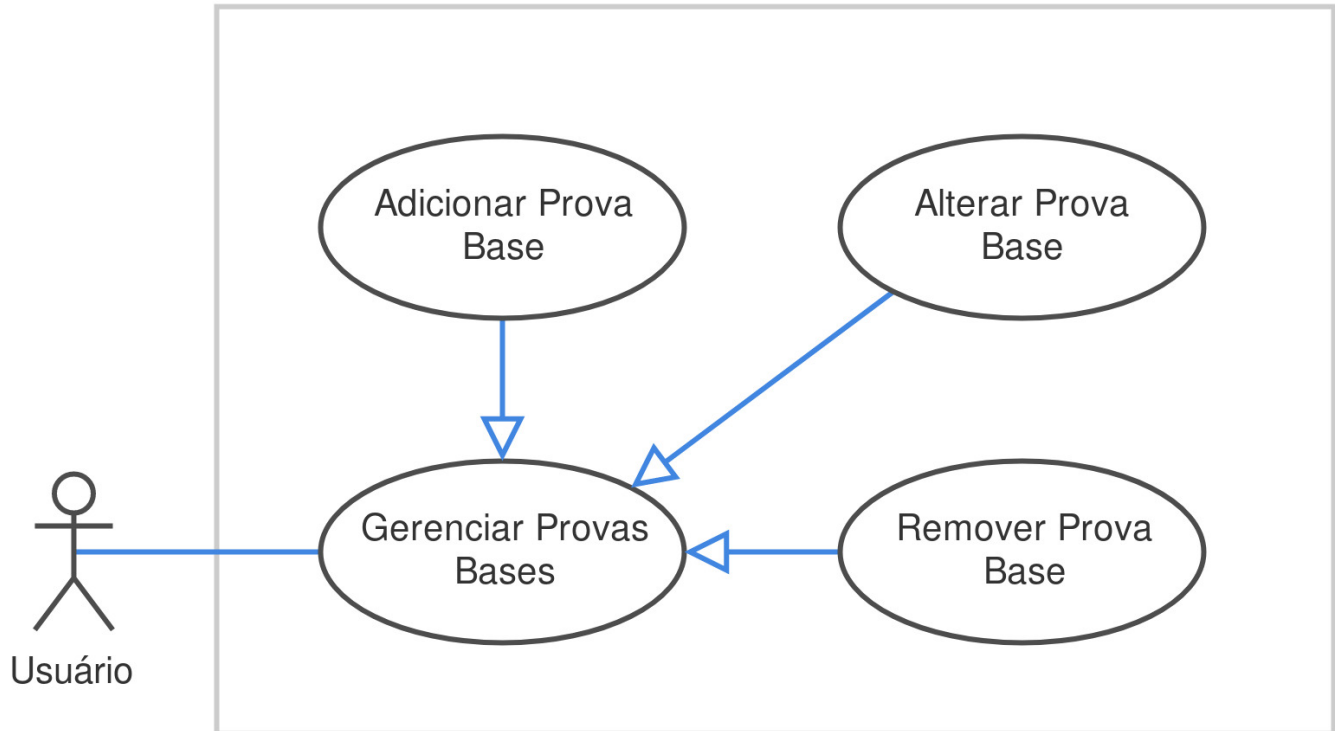 Adicionar Prova
Base
Alterar Prova
Base
Gerenciar Provas
Bases
Remover Prova
Base
Usuário